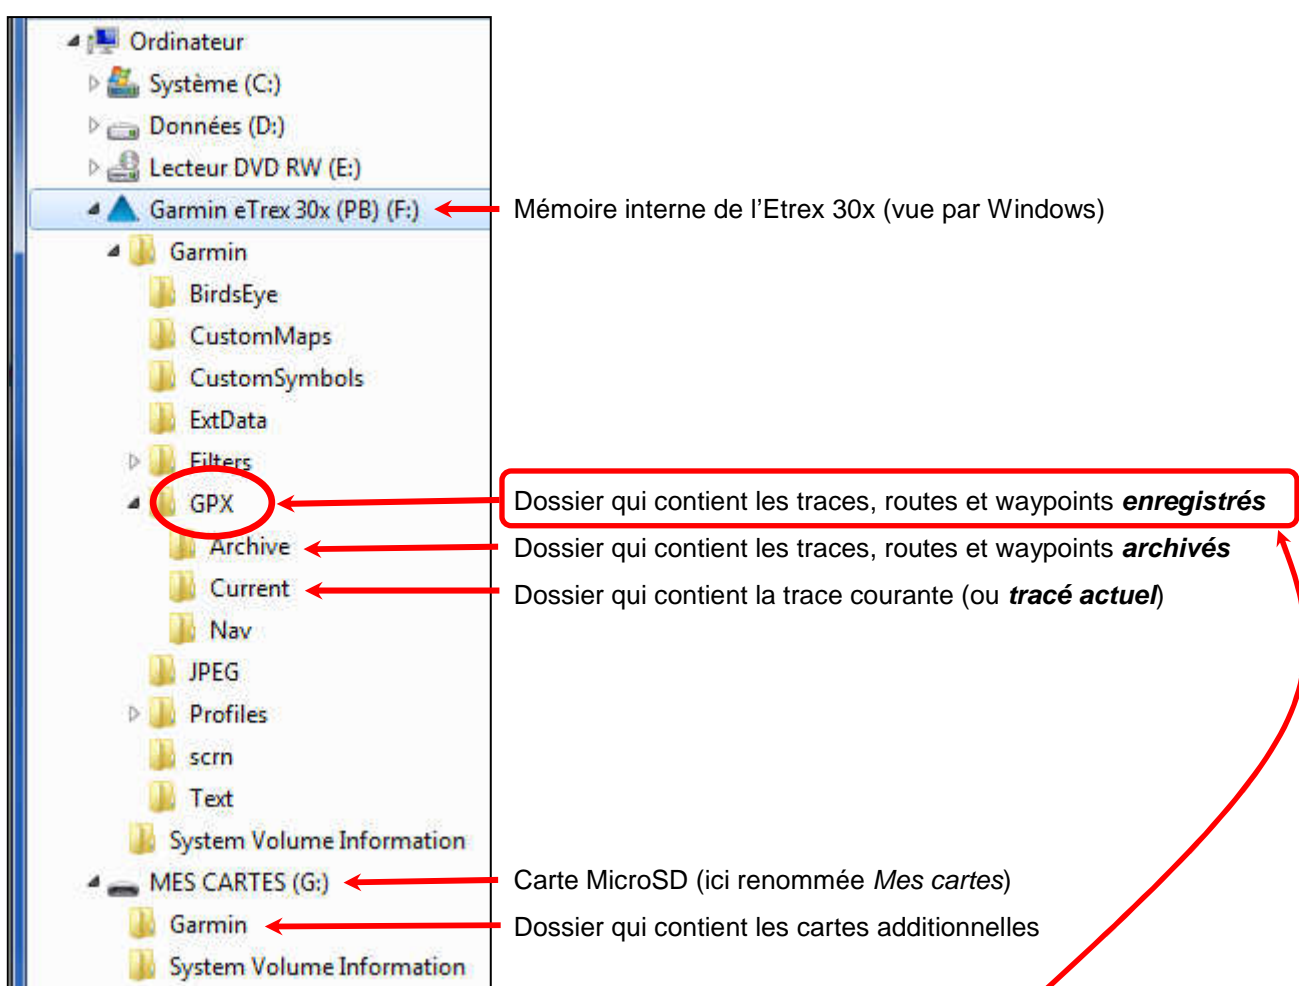 Ordinateur
Système (C:)
Données (D:)
Lecteur DVD RW (E:)
Garmin eTrex 30x (PB) (F:) Mémoire interne de l'Etrex 30x (vue par Windows)
Garmin
BirdsEye
CustomMaps
CustomSymbols
ExtData
Filters
GPX Dossier qui contient les traces, routes et waypoints enregistrés
Archive Dossier qui contient les traces, routes et waypoints archivés
Current Dossier qui contient la trace courante (ou tracé actuel)
Nav
JPEG
Profiles
scrn
Text
System Volume Information
MES CARTES (G:) Carte MicroSD (ici renommée Mes cartes)
Garmin Dossier qui contient les cartes additionnelles
System Volume Information